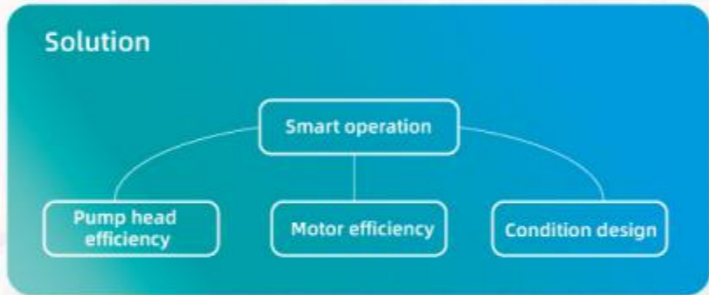 Solution
Smart operation
Pump head
efficiency
Motor efficiency
Condition design